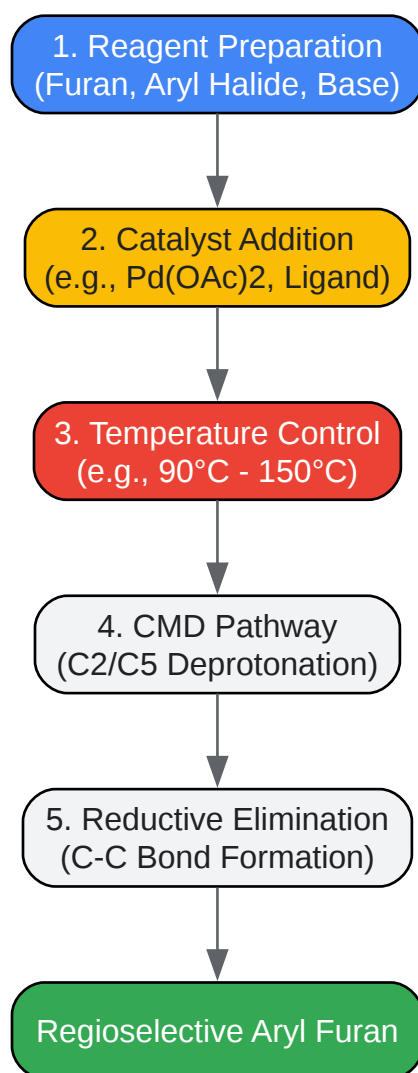 1. Reagent Preparation
(Furan, Aryl Halide, Base)
2. Catalyst Addition
(e.g., Pd(OAc)2, Ligand)
3. Temperature Control
(e.g., 90°C - 150°C)
4. CMD Pathway
(C2/C5 Deprotonation)
5. Reductive Elimination
(C-C Bond Formation)
Regioselective Aryl Furan